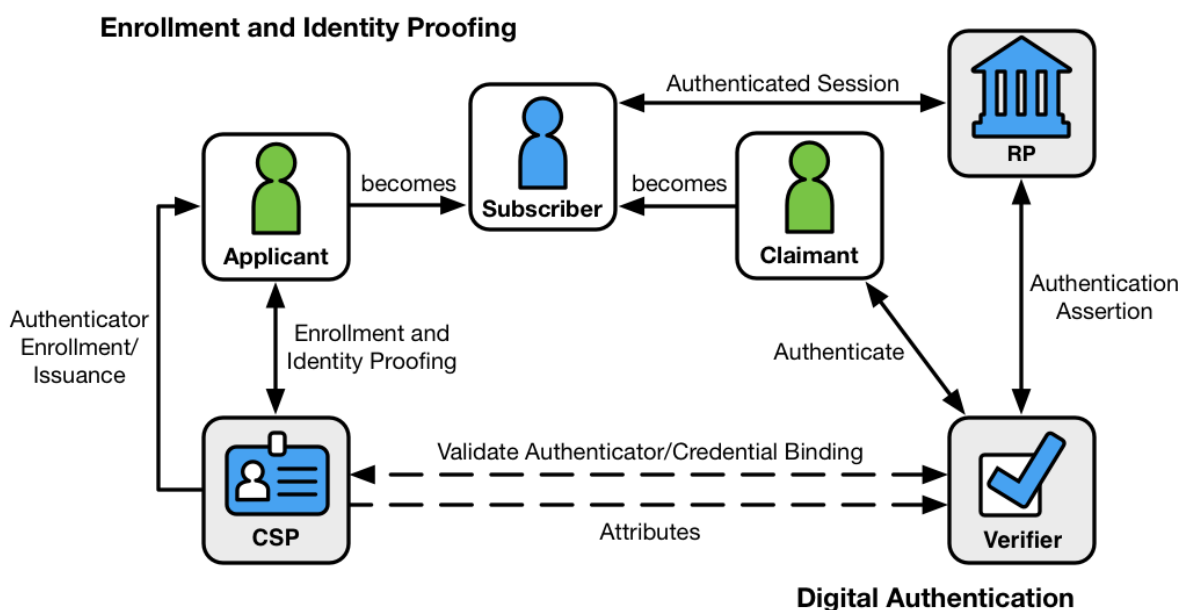 Enrollment and Identity Proofing
Authenticated Session
RP
becomes
Subscriber
becomes
Applicant
Claimant
Authenticator
Enrollment/
Issuance
Enrollment and
Identity Proofing
Authenticate
Authentication
Assertion
Validate Authenticator/Credential Binding
CSP
Attributes
Verifier
Digital Authentication